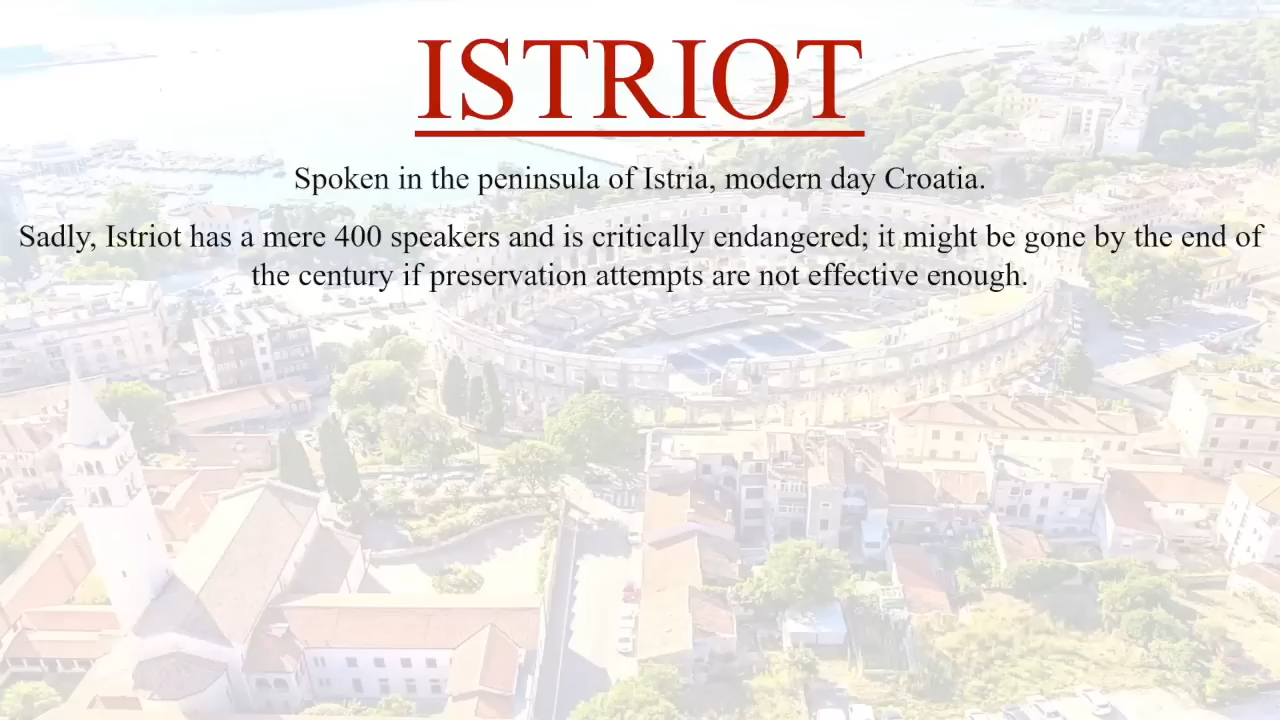 ISTRIOT
Spoken in the peninsula of Istria, modern day Croatia.
Sadly, Istriot has a mere 400 speakers and is critically endangered; it might be gone by the end of
the century if preservation attempts are not effective enough.